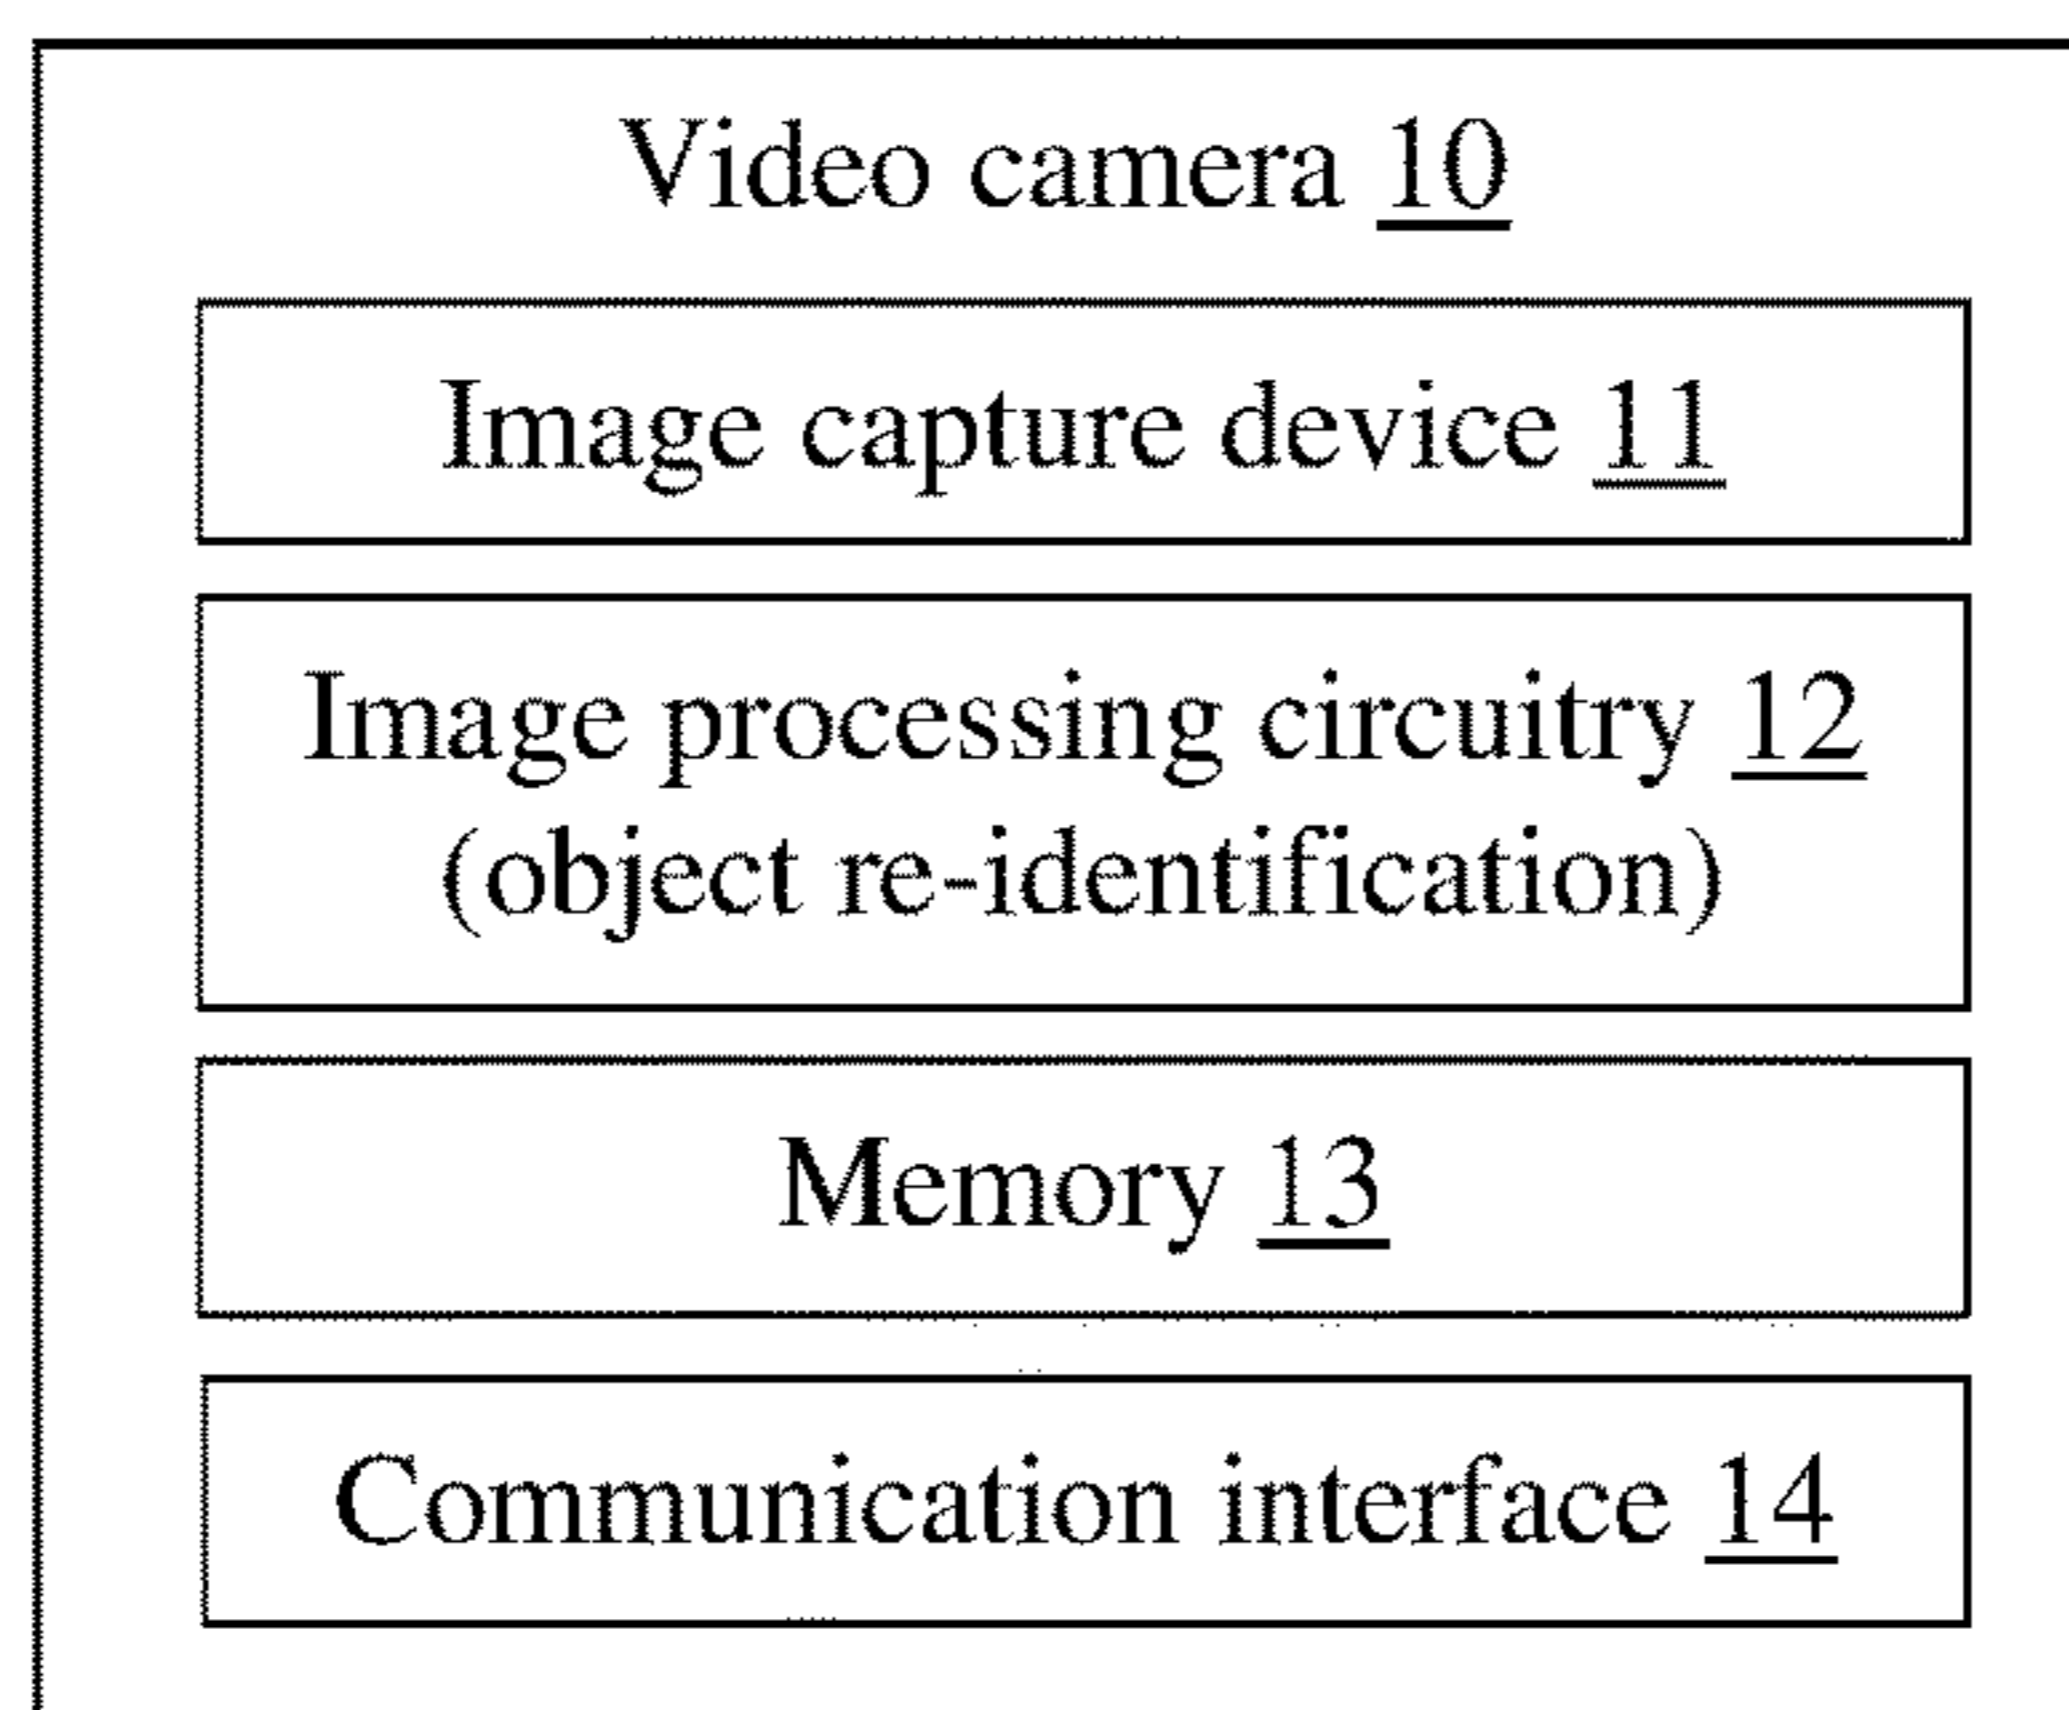 Video camera 10
Image capture device 11
Image processing circuitry 12
(object re-identification)
Memory 13
Communication interface 14